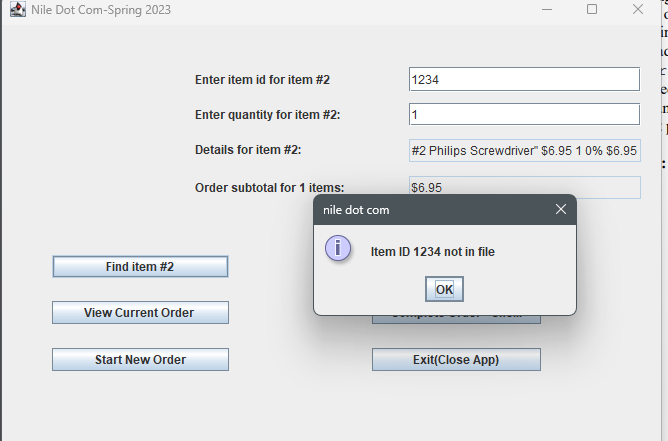 Nile Dot Com-Spring 2023
Enter item id for item #2
1234
Enter quantity for item #2:
1
Details for item #2:
#2 Philips Screwdriver" $6.95 1 0% $6.95
Order subtotal for 1 items:
$6.95
nile dot com
Item ID 1234 not in file
OK
Find item #2
View Current Order
Start New Order
Exit(Close App)